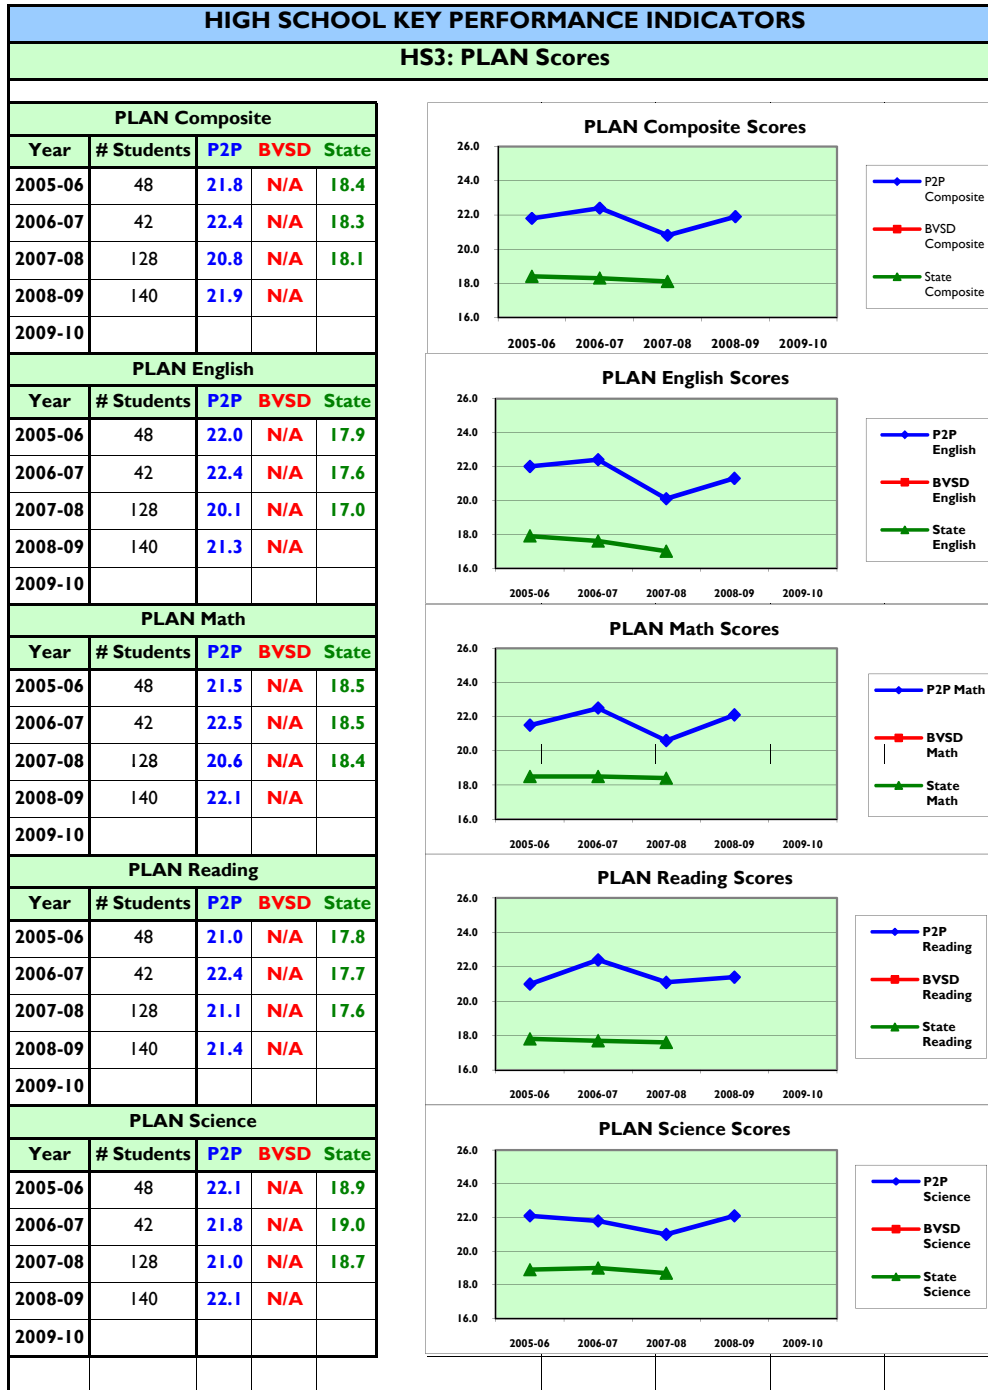 HIGH SCHOOL KEY PERFORMANCE INDICATORS
HS3: PLAN Scores
PLAN Composite
Year # Students P2P BVSD State
2005-06 48 21.8 N/A 18.4
2006-07 42 22.4 N/A 18.3
2007-08 128 20.8 N/A 18.1
2008-09 140 21.9 N/A
2009-10
PLAN Composite Scores
26.0
24.0
22.0
20.0
18.0
16.0
2005-06 2006-07 2007-08 2008-09 2009-10
P2P
Composite
BVSD
Composite
State
Composite
PLAN English
Year # Students P2P BVSD State
2005-06 48 22.0 N/A 17.9
2006-07 42 22.4 N/A 17.6
2007-08 128 20.1 N/A 17.0
2008-09 140 21.3 N/A
2009-10
PLAN English Scores
26.0
24.0
22.0
20.0
18.0
16.0
2005-06 2006-07 2007-08 2008-09 2009-10
P2P
English
BVSD
English
State
English
PLAN Math
Year # Students P2P BVSD State
2005-06 48 21.5 N/A 18.5
2006-07 42 22.5 N/A 18.5
2007-08 128 20.6 N/A 18.4
2008-09 140 22.1 N/A
2009-10
PLAN Math Scores
26.0
24.0
22.0
20.0
18.0
16.0
2005-06 2006-07 2007-08 2008-09 2009-10
P2P Math
BVSD
Math
State
Math
PLAN Reading
Year # Students P2P BVSD State
2005-06 48 21.0 N/A 17.8
2006-07 42 22.4 N/A 17.7
2007-08 128 21.1 N/A 17.6
2008-09 140 21.4 N/A
2009-10
PLAN Reading Scores
26.0
24.0
22.0
20.0
18.0
16.0
2005-06 2006-07 2007-08 2008-09 2009-10
P2P
Reading
BVSD
Reading
State
Reading
PLAN Science
Year # Students P2P BVSD State
2005-06 48 22.1 N/A 18.9
2006-07 42 21.8 N/A 19.0
2007-08 128 21.0 N/A 18.7
2008-09 140 22.1 N/A
2009-10
PLAN Science Scores
26.0
24.0
22.0
20.0
18.0
16.0
2005-06 2006-07 2007-08 2008-09 2009-10
P2P
Science
BVSD
Science
State
Science